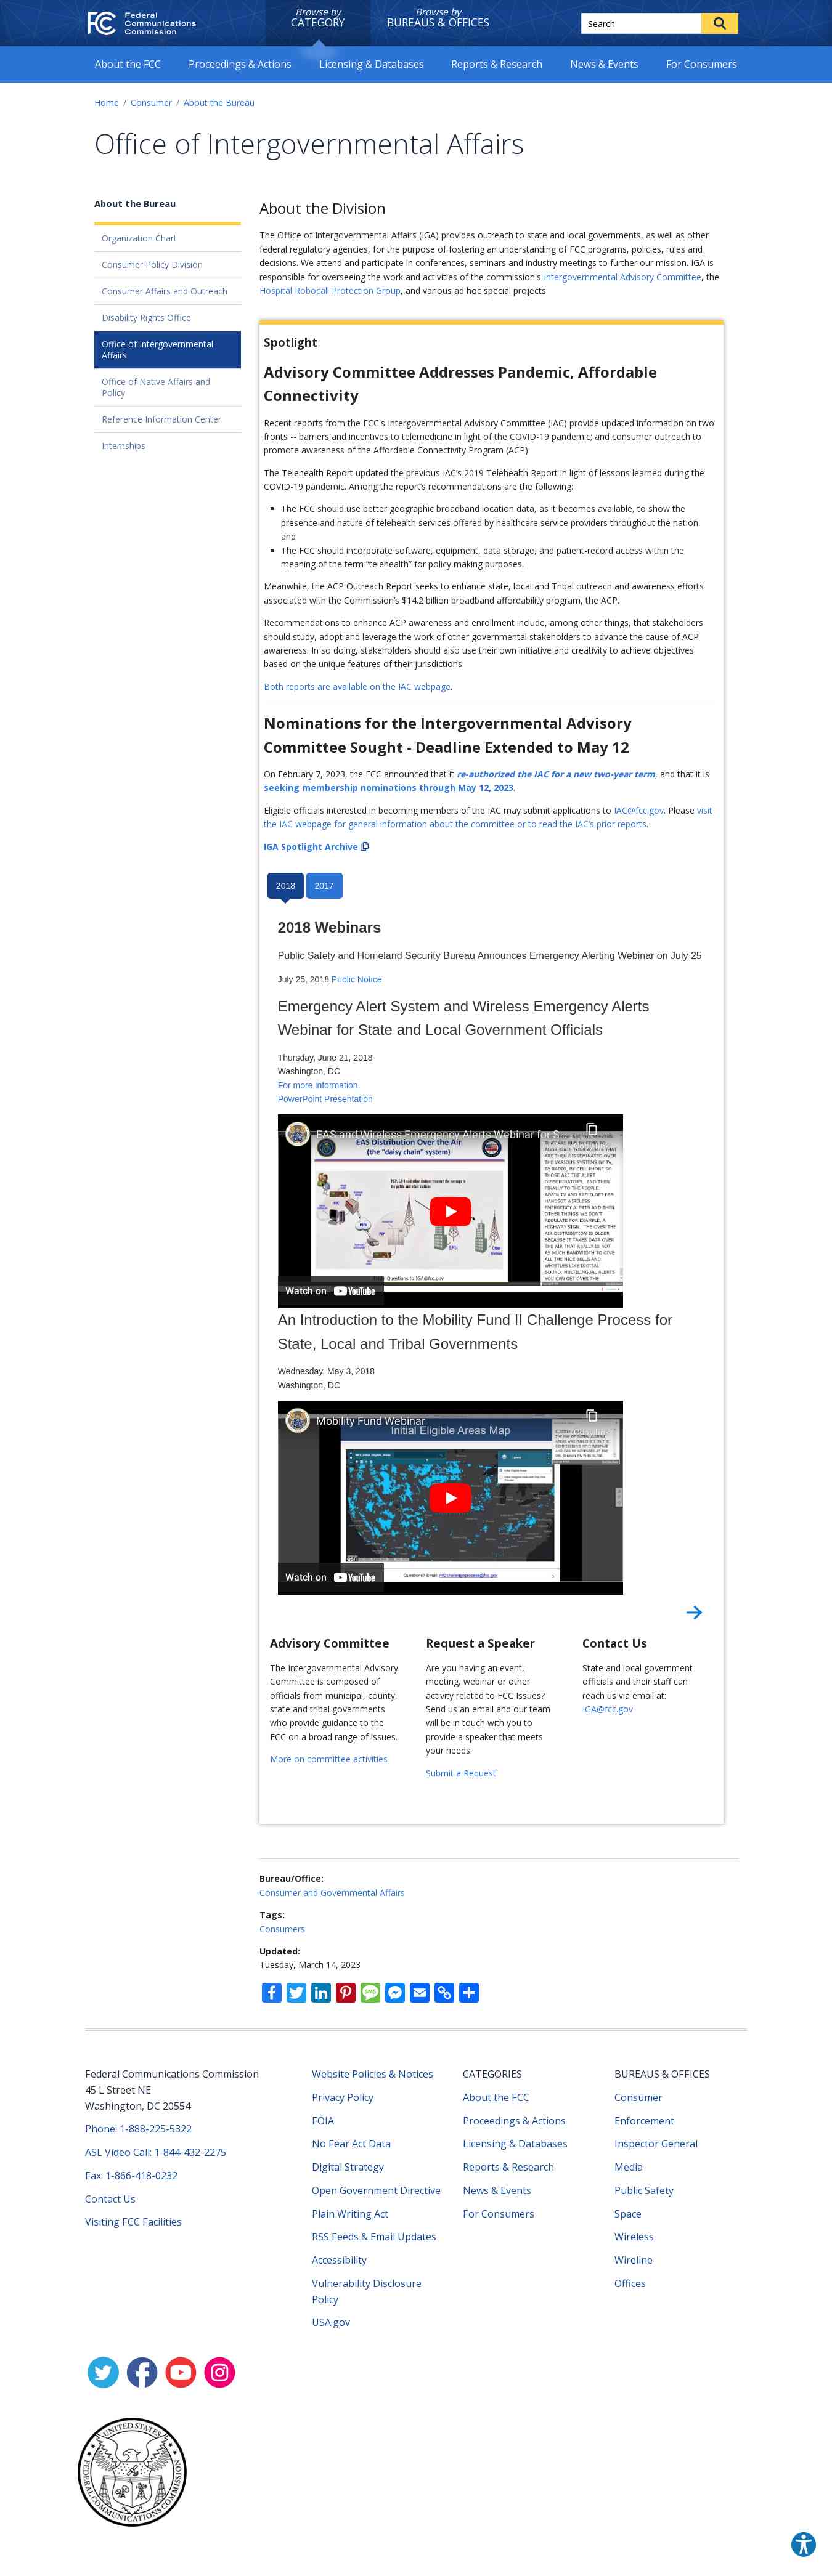 Federal
Communications
Commission
Browse by
CATEGORY
Browse by
BUREAUS & OFFICES
Search
About the FCC
Proceedings & Actions
Licensing & Databases
Reports & Research
News & Events
For Consumers
Home / Consumer / About the Bureau
Office of Intergovernmental Affairs
About the Bureau
Organization Chart
Consumer Policy Division
Consumer Affairs and Outreach
Disability Rights Office
Office of Intergovernmental
Affairs
Office of Native Affairs and
Policy
Reference Information Center
Internships
About the Division
The Office of Intergovernmental Affairs (IGA) provides outreach to state and local governments, as well as other
federal regulatory agencies, for the purpose of fostering an understanding of FCC programs, policies, rules and
decisions. We attend and participate in conferences, seminars and industry meetings to further our mission. IGA is
responsible for overseeing the work and activities of the commission's Intergovernmental Advisory Committee, the
Hospital Robocall Protection Group, and various ad hoc special projects.
Spotlight
Advisory Committee Addresses Pandemic, Affordable
Connectivity
Recent reports from the FCC's Intergovernmental Advisory Committee (IAC) provide updated information on two
fronts -- barriers and incentives to telemedicine in light of the COVID-19 pandemic; and consumer outreach to
promote awareness of the Affordable Connectivity Program (ACP).
The Telehealth Report updated the previous IAC's 2019 Telehealth Report in light of lessons learned during the
COVID-19 pandemic. Among the report's recommendations are the following:
The FCC should use better geographic broadband location data, as it becomes available, to show the
presence and nature of telehealth services offered by healthcare service providers throughout the nation,
and
The FCC should incorporate software, equipment, data storage, and patient-record access within the
meaning of the term "telehealth" for policy making purposes.
Meanwhile, the ACP Outreach Report seeks to enhance state, local and Tribal outreach and awareness efforts
associated with the Commission's $14.2 billion broadband affordability program, the ACP.
Recommendations to enhance ACP awareness and enrollment include, among other things, that stakeholders
should study, adopt and leverage the work of other governmental stakeholders to advance the cause of ACP
awareness. In so doing, stakeholders should also use their own initiative and creativity to achieve objectives
based on the unique features of their jurisdictions.
Both reports are available on the IAC webpage.
Nominations for the Intergovernmental Advisory
Committee Sought - Deadline Extended to May 12
On February 7, 2023, the FCC announced that it re-authorized the IAC for a new two-year term, and that it is
seeking membership nominations through May 12, 2023.
Eligible officials interested in becoming members of the IAC may submit applications to IAC@fcc.gov. Please visit
the IAC webpage for general information about the committee or to read the IAC's prior reports.
IGA Spotlight Archive
2018
2017
2018 Webinars
Public Safety and Homeland Security Bureau Announces Emergency Alerting Webinar on July 25
July 25, 2018 Public Notice
Emergency Alert System and Wireless Emergency Alerts
Webinar for State and Local Government Officials
Thursday, June 21, 2018
Washington, DC
For more information.
PowerPoint Presentation
EAS and Wireless Emergency Alerts Webinar for S
EAS Distribution Over the Air
(the "daisy chain" system)
Questions to IGA@fcc.gov
Watch on YouTube
An Introduction to the Mobility Fund II Challenge Process for
State, Local and Tribal Governments
Wednesday, May 3, 2018
Washington, DC
Mobility Fund Webinar
Initial Eligible Areas Map
Watch on YouTube
Advisory Committee
The Intergovernmental Advisory
Committee is composed of
officials from municipal, county,
state and tribal governments
who provide guidance to the
FCC on a broad range of issues.
More on committee activities
Request a Speaker
Are you having an event,
meeting, webinar or other
activity related to FCC Issues?
Send us an email and our team
will be in touch with you to
provide a speaker that meets
your needs.
Submit a Request
Contact Us
State and local government
officials and their staff can
reach us via email at:
IGA@fcc.gov
Bureau/Office:
Consumer and Governmental Affairs
Tags:
Consumers
Updated:
Tuesday, March 14, 2023
Federal Communications Commission
45 L Street NE
Washington, DC 20554
Phone: 1-888-225-5322
ASL Video Call: 1-844-432-2275
Fax: 1-866-418-0232
Contact Us
Visiting FCC Facilities
Website Policies & Notices
Privacy Policy
FOIA
No Fear Act Data
Digital Strategy
Open Government Directive
Plain Writing Act
RSS Feeds & Email Updates
Accessibility
Vulnerability Disclosure
Policy
USA.gov
CATEGORIES
About the FCC
Proceedings & Actions
Licensing & Databases
Reports & Research
News & Events
For Consumers
BUREAUS & OFFICES
Consumer
Enforcement
Inspector General
Media
Public Safety
Space
Wireless
Wireline
Offices
UNITED STATES
FEDERAL COMMUNICATIONS COMMISSION